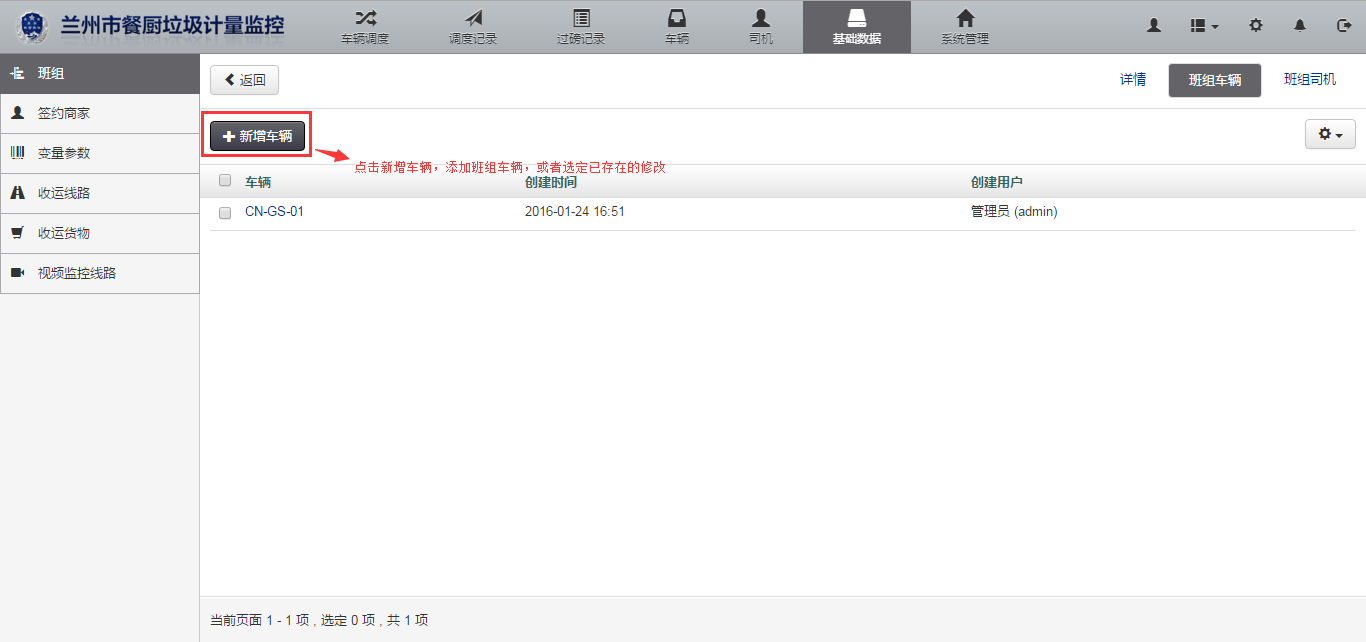 兰州市餐厨垃圾计量监控
车辆调度
调度记录
过磅记录
车辆
司机
基础数据
系统管理
班组
签约商家
变量参数
收运线路
收运货物
视频监控线路
返回
详情
班组车辆
班组司机
新增车辆
点击新增车辆，添加班组车辆，或者选定已存在的修改
车辆 创建时间 创建用户
CN-GS-01 2016-01-24 16:51 管理员 (admin)
当前页面 1 - 1 项 , 选定 0 项 , 共 1 项